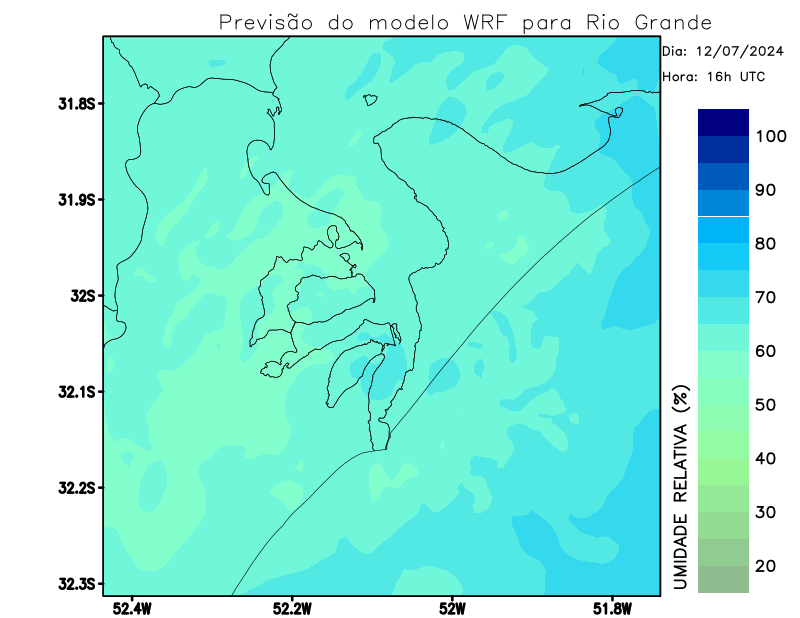 Previsão do modelo WRF para Rio Grande
Dia: 12/07/2024
Hora: 16h UTC
31.8S
31.9S
32S
32.1S
32.2S
32.3S
52.4W
52.2W
52W
51.8W
100
90
80
70
60
50
40
30
20
UMIDADE RELATIVA (%)